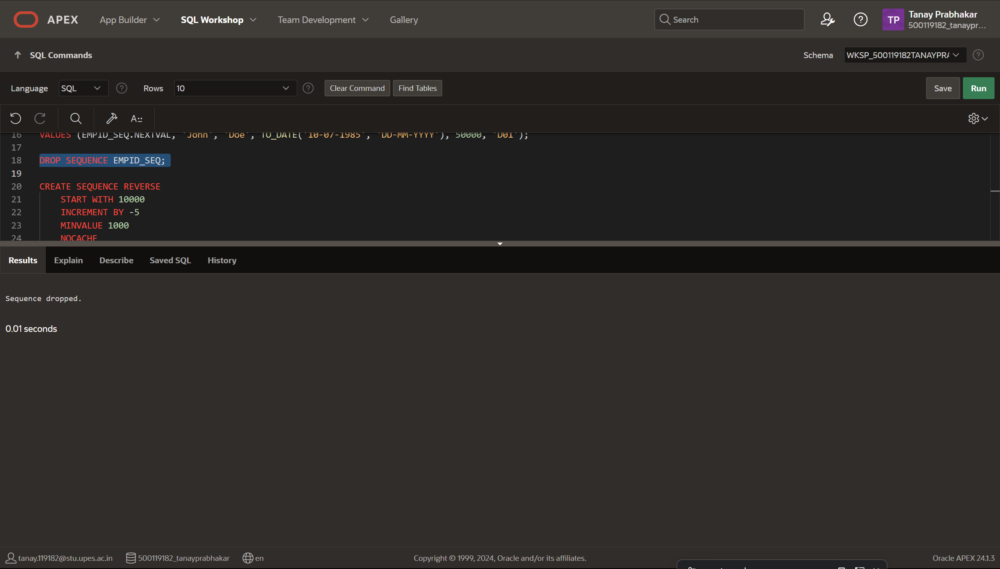 APEX App Builder SQL Workshop Team Development Gallery Search TP Tanay Prabhakar
500119182_tanaypr...
SQL Commands Schema WKSP_500119182TANAYPRA
Language SQL Rows 10 Clear Command Find Tables Save Run
16 VALUES (EMPID_SEQ.NEXTVAL, 'John', 'Doe', TO_DATE('10-07-1985', 'DD-MM-YYYY'), 50000, 'D01');
17
18 DROP SEQUENCE EMPID_SEQ;
19
20 CREATE SEQUENCE REVERSE
21 START WITH 10000
22 INCREMENT BY -5
23 MINVALUE 1000
24 NOCACHE
Results Explain Describe Saved SQL History
Sequence dropped.
0.01 seconds
tanay.119182@stu.upes.ac.in 500119182_tanayprabhakar en Copyright © 1999, 2024, Oracle and/or its affiliates. Oracle APEX 24.1.3